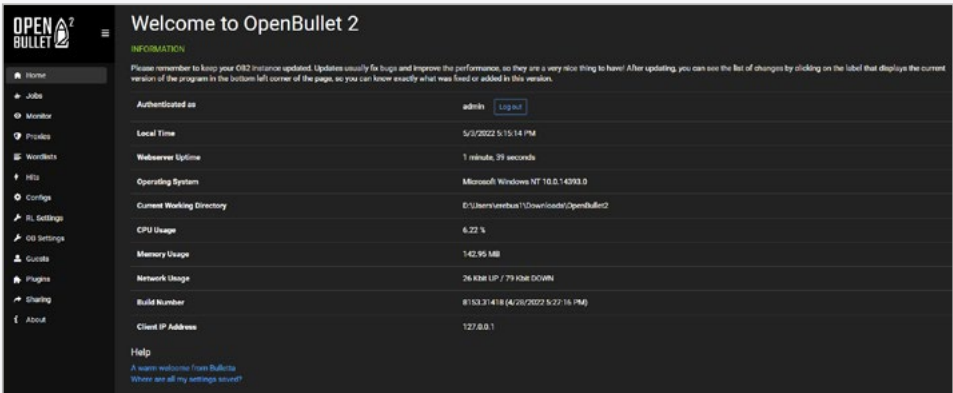 OPEN 2
BULLET
Home
Jobs
Monitor
Proxies
Wordlists
Hits
Configs
RL Settings
OB Settings
Guests
Plugins
Sharing
About
Welcome to OpenBullet 2
INFORMATION
Please remember to keep your OB2 instance updated. Updates usually fix bugs and improve the performance, so they are a very nice thing to have! After updating, you can see the list of changes by clicking on the label that displays the current
version of the program in the bottom left corner of the page, so you can know exactly what was fixed or added in this version.
Authenticated as admin Log out
Local Time 5/3/2022 5:15:14 PM
Webserver Uptime 1 minute, 39 seconds
Operating System Microsoft Windows NT 10.0.14393.0
Current Working Directory D:\Users\erebus1\Downloads\OpenBullet2
CPU Usage 6.22 %
Memory Usage 142.95 MB
Network Usage 26 Kbit UP / 79 Kbit DOWN
Build Number 8153.31418 (4/28/2022 5:27:16 PM)
Client IP Address 127.0.0.1
Help
A warm welcome from Bulletta
Where are all my settings saved?